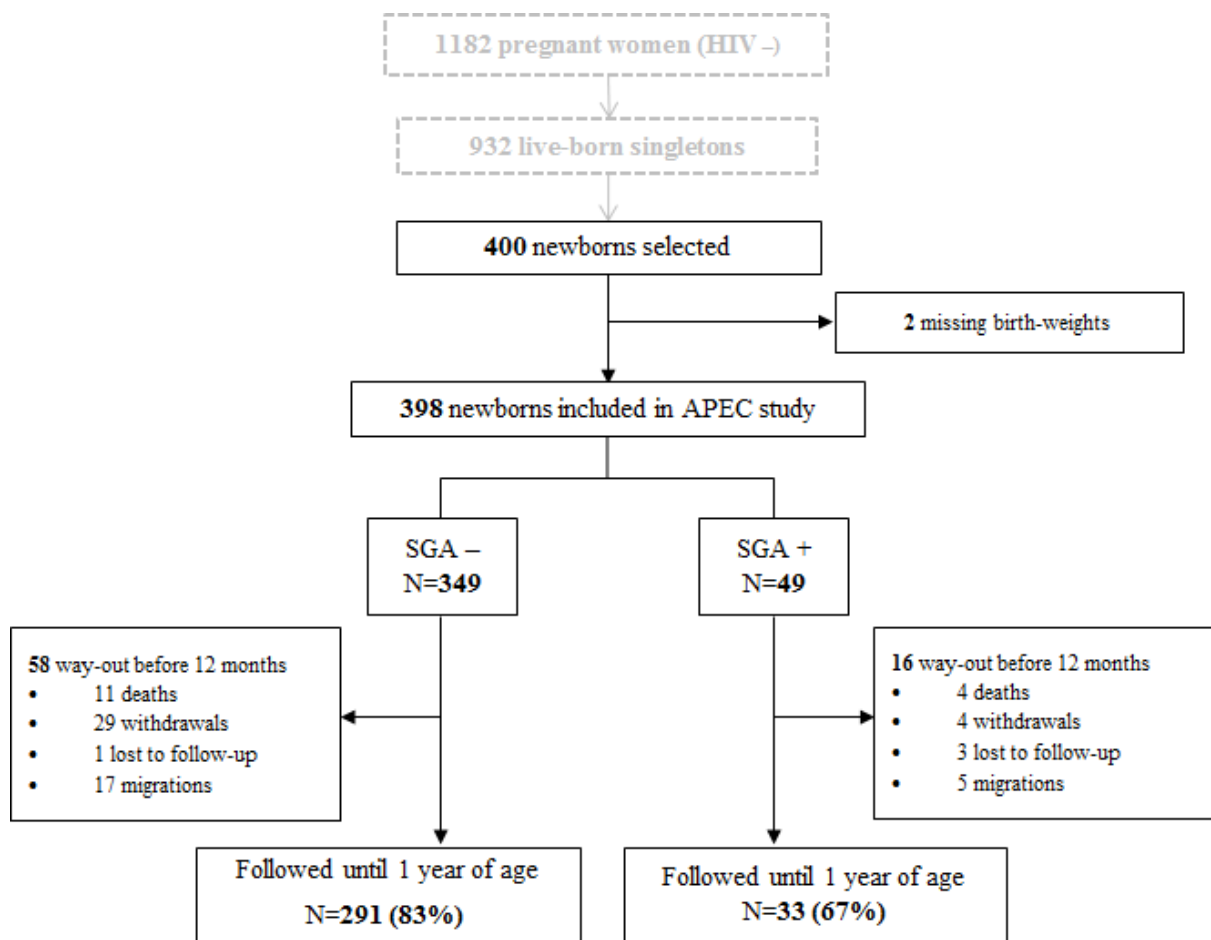 1182 pregnant women (HIV –)
932 live-born singletons
400 newborns selected
2 missing birth-weights
398 newborns included in APEC study
SGA –
N=349
SGA +
N=49
58 way-out before 12 months
• 11 deaths
• 29 withdrawals
• 1 lost to follow-up
• 17 migrations
16 way-out before 12 months
• 4 deaths
• 4 withdrawals
• 3 lost to follow-up
• 5 migrations
Followed until 1 year of age
N=291 (83%)
Followed until 1 year of age
N=33 (67%)